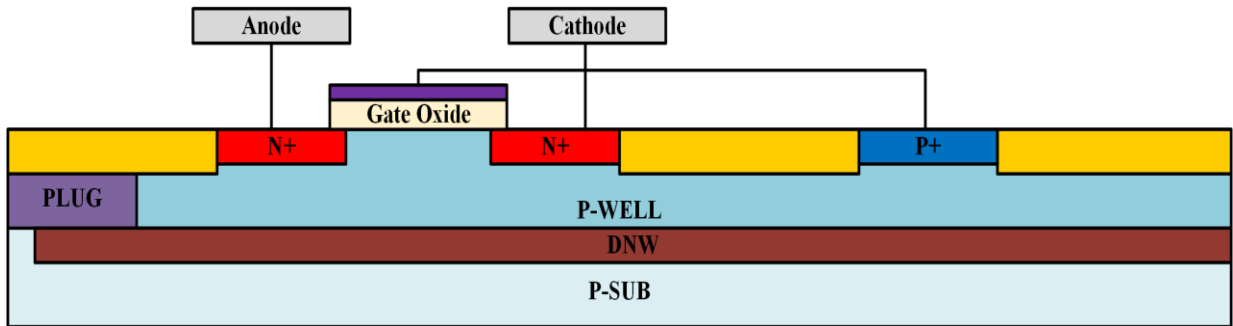 Anode
Cathode
Gate Oxide
N+
N+
P+
PLUG
P-WELL
DNW
P-SUB